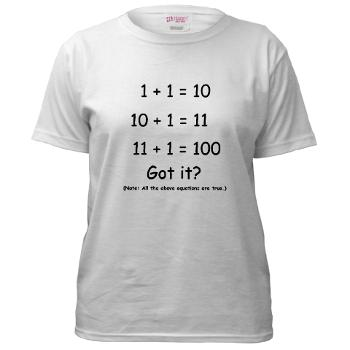 1 + 1 = 10
10 + 1 = 11
11 + 1 = 100
Got it?
(Note: All the above equations are true.)